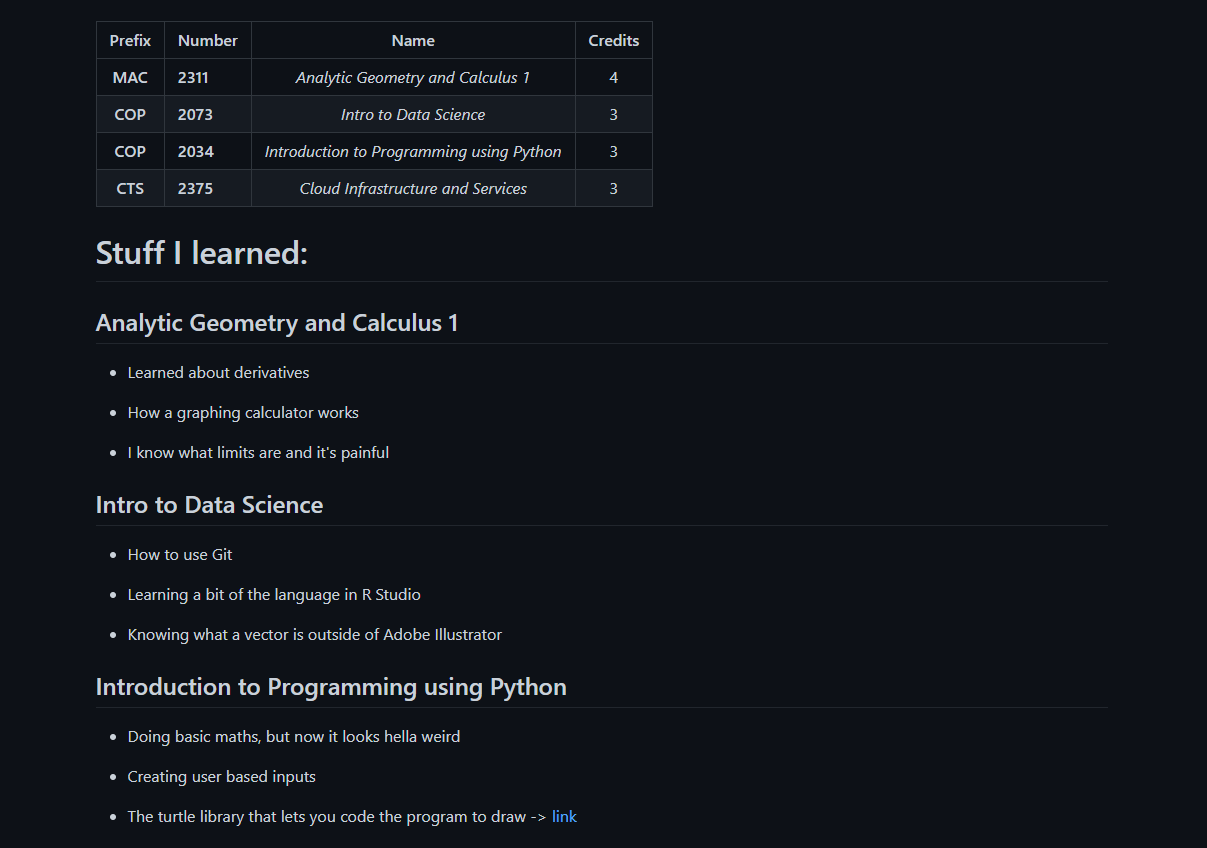 Prefix Number Name Credits
MAC 2311 Analytic Geometry and Calculus 1 4
COP 2073 Intro to Data Science 3
COP 2034 Introduction to Programming using Python 3
CTS 2375 Cloud Infrastructure and Services 3
Stuff I learned:
Analytic Geometry and Calculus 1
• Learned about derivatives
• How a graphing calculator works
• I know what limits are and it's painful
Intro to Data Science
• How to use Git
• Learning a bit of the language in R Studio
• Knowing what a vector is outside of Adobe Illustrator
Introduction to Programming using Python
• Doing basic maths, but now it looks hella weird
• Creating user based inputs
• The turtle library that lets you code the program to draw -> link